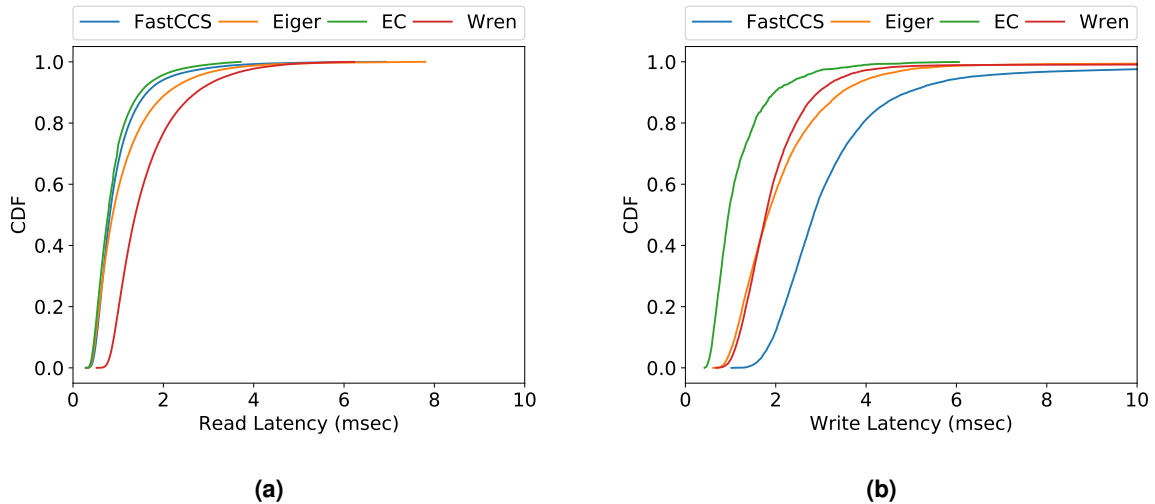 FastCCS Eiger EC Wren
1.0
0.8
0.6
0.4
0.2
0.0
CDF
0 2 4 6 8 10
Read Latency (msec)
(a)
FastCCS Eiger EC Wren
1.0
0.8
0.6
0.4
0.2
0.0
CDF
0 2 4 6 8 10
Write Latency (msec)
(b)